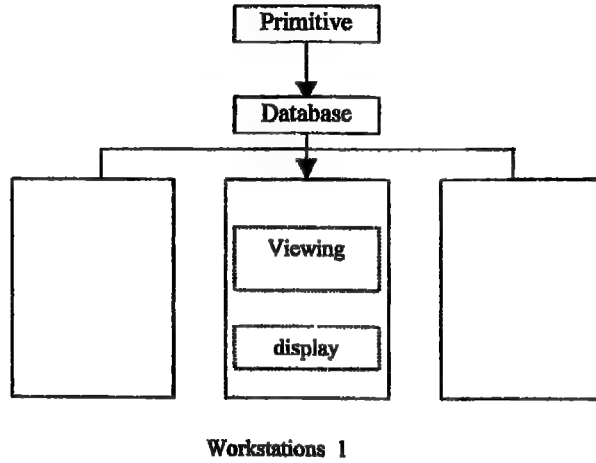 Primitive
Database
Viewing
display
Workstations 1